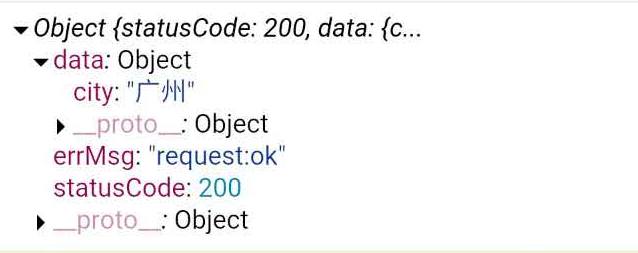 Object {statusCode: 200, data: {c...
data: Object
city: "广州"
__proto__: Object
errMsg: "request:ok"
statusCode: 200
__proto__: Object